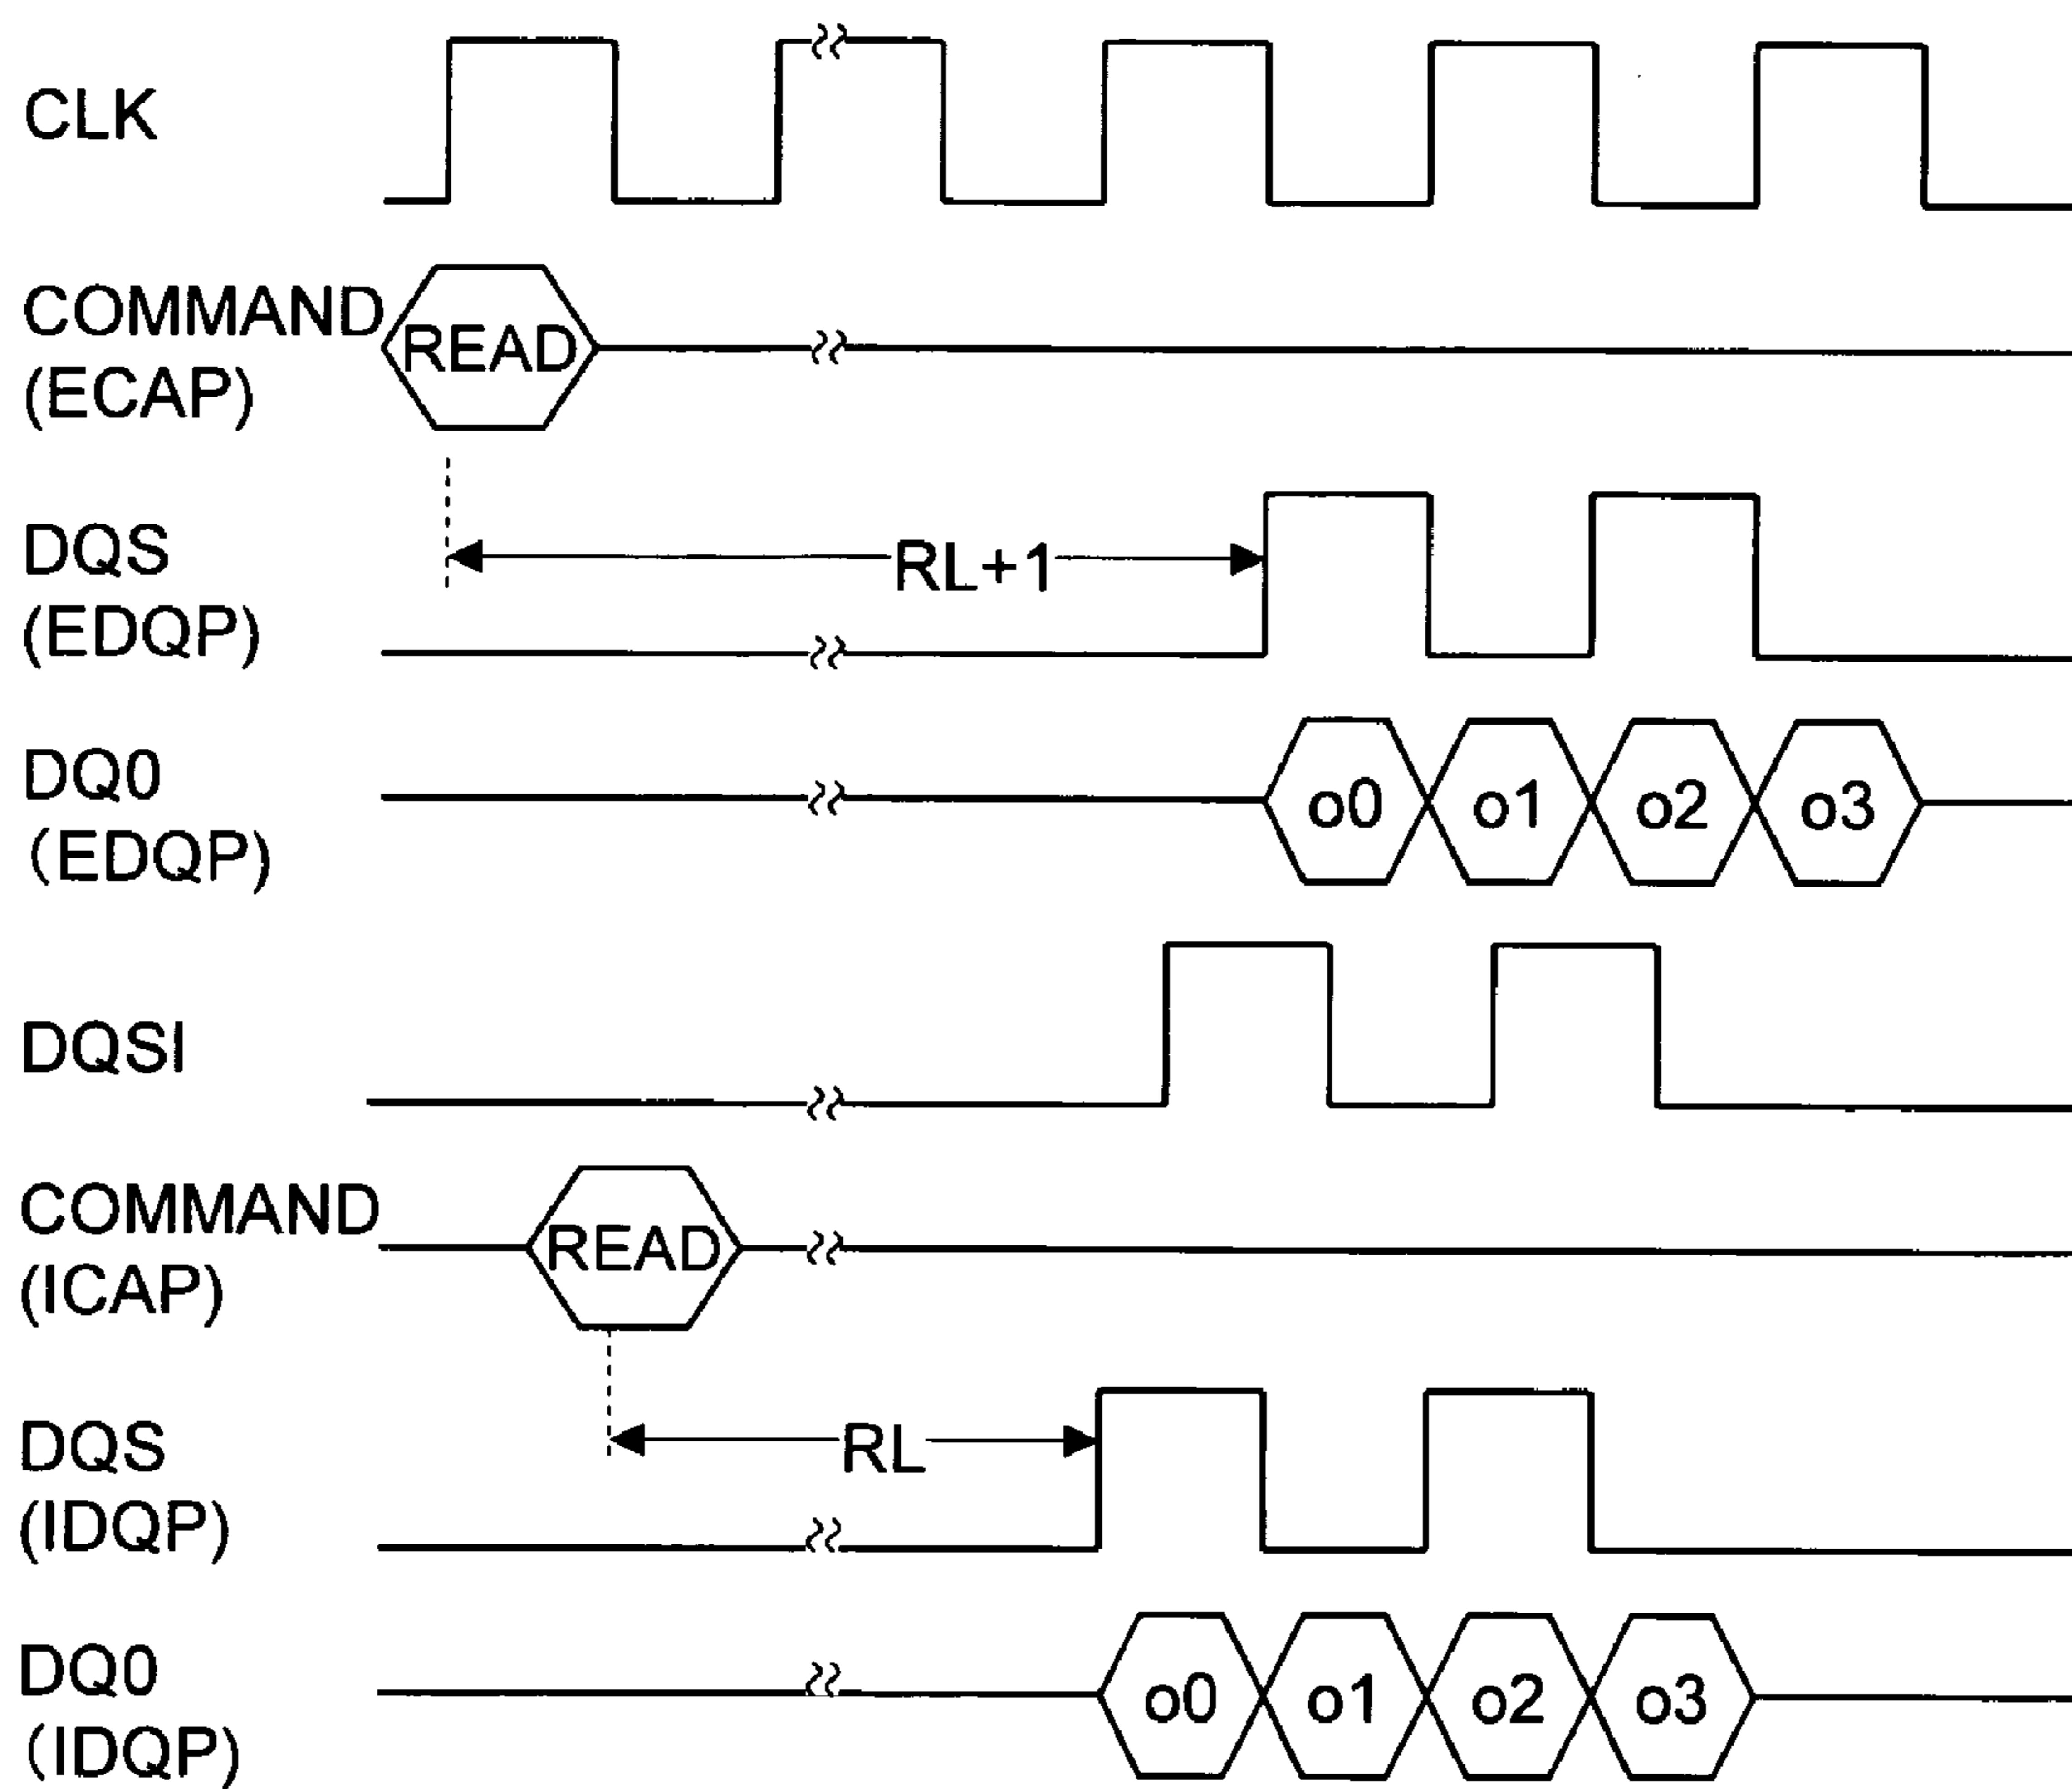 CLK
COMMAND
(ECAP)
READ
DQS
(EDQP)
RL+1
DQ0
(EDQP)
o0 o1 o2 o3
DQSI
COMMAND
(ICAP)
READ
DQS
(IDQP)
RL
DQ0
(IDQP)
o0 o1 o2 o3